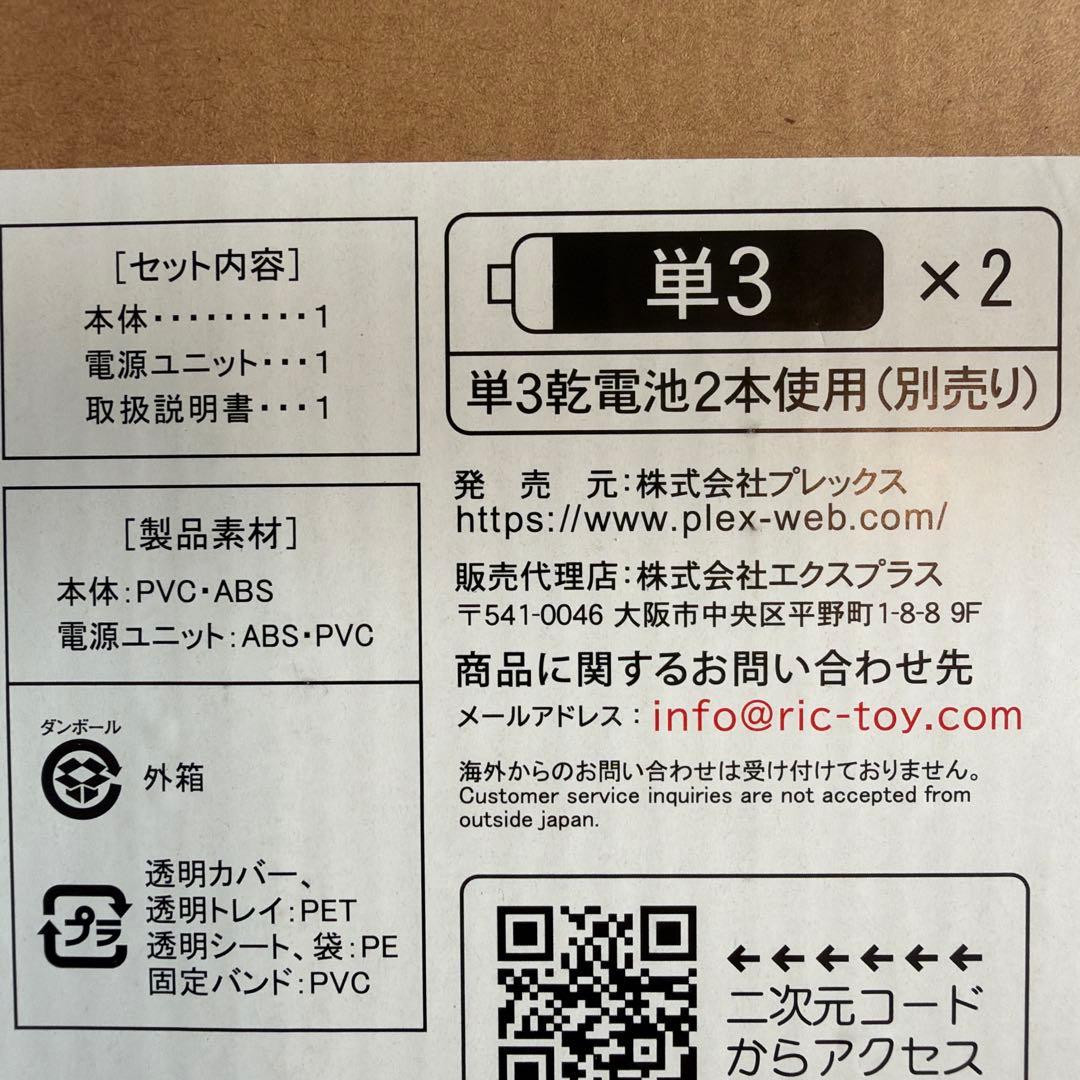 [セット内容]
本体・・・・・・・・・1
電源ユニット・・・1
取扱説明書・・・1
単3 ×2
単3乾電池2本使用(別売り)
[製品素材]
本体:PVC・ABS
電源ユニット:ABS・PVC
ダンボール
外箱
プラ
透明カバー、
透明トレイ:PET
透明シート、袋:PE
固定バンド:PVC
発 売 元:株式会社プレックス
https://www.plex-web.com/
販売代理店:株式会社エクスプラス
〒541-0046 大阪市中央区平野町1-8-8 9F
商品に関するお問い合わせ先
メールアドレス:info@ric-toy.com
海外からのお問い合わせは受け付けておりません。
Customer service inquiries are not accepted from
outside japan.
←←←←←←
二次元コード
からアクセス